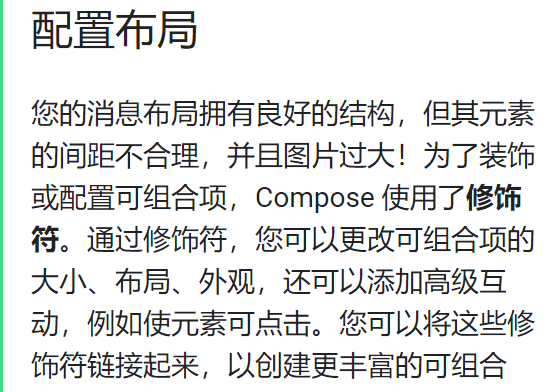 配置布局
您的消息布局拥有良好的结构，但其元素
的间距不合理，并且图片过大！为了装饰
或配置可组合项，Compose 使用了修饰
符。通过修饰符，您可以更改可组合项的
大小、布局、外观，还可以添加高级互
动，例如使元素可点击。您可以将这些修
饰符链接起来，以创建更丰富的可组合